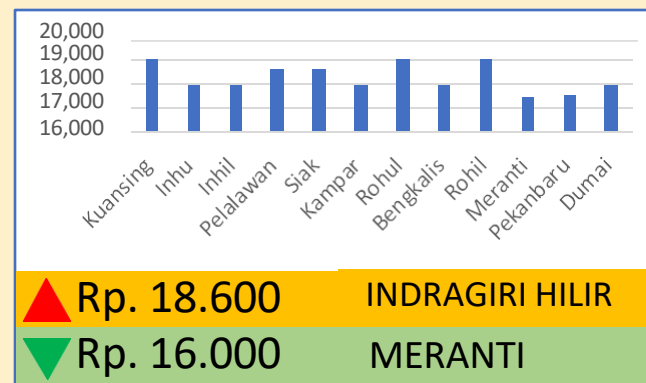 20,000
19,000
18,000
17,000
16,000
Kuansing
Inhu
Inhil
Pelalawan
Siak
Kampar
Rohul
Bengkalis
Rohil
Meranti
Pekanbaru
Dumai
Rp. 18.600 INDRAGIRI HILIR
Rp. 16.000 MERANTI